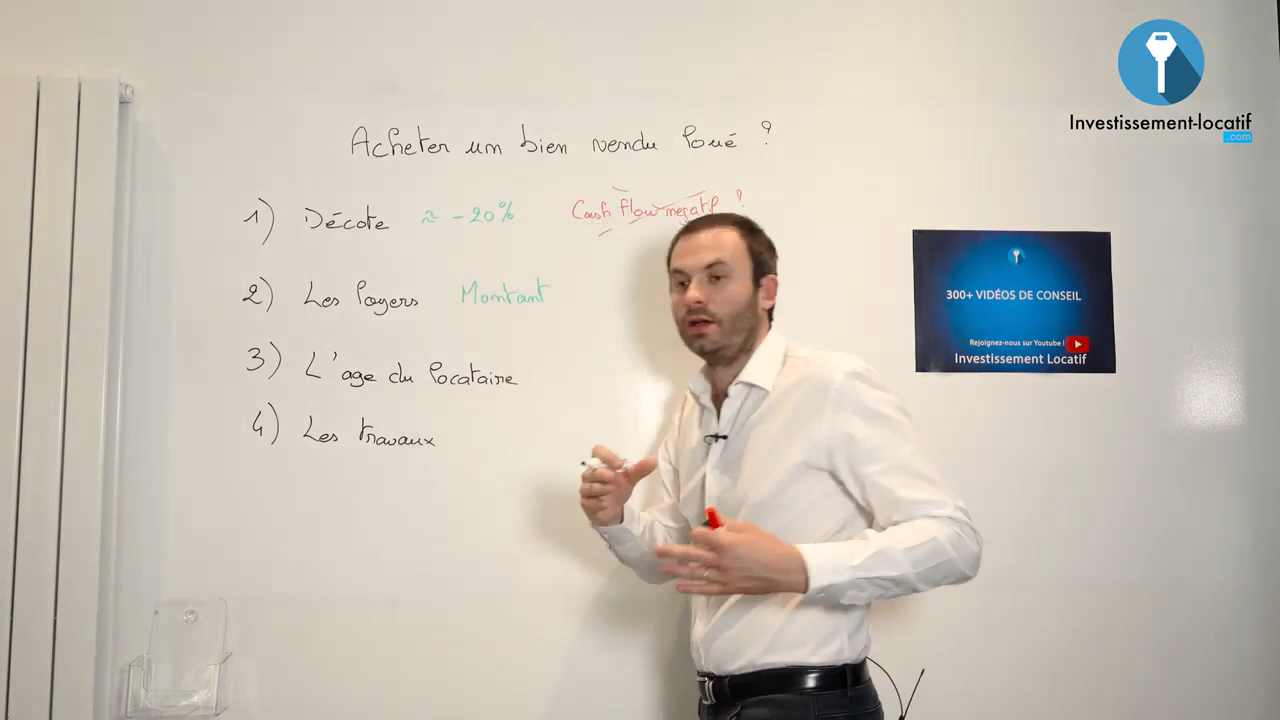 Investissement-locatif
.com
Acheter un bien vendu loué ?
1) Décote ≈ -20% Cash flow négatif ?
2) Les loyers Montant
3) L'age du locataire
4) Les travaux
300+ VIDÉOS DE CONSEIL
Rejoignez-nous sur Youtube !
Investissement Locatif